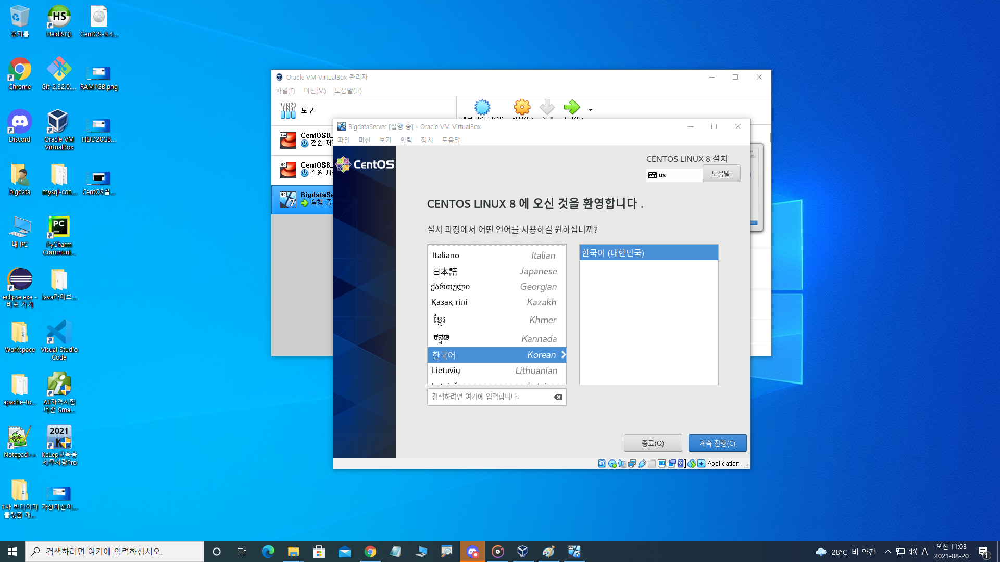 휴지통
HeidiSQL
CentOS-8.4...
Chrome
Git-2.32.0....
RAM1GB.png
Discord
Oracle VM
VirtualBox
HDD20GB...
bigdata
mysql-con...
CentOS설...
내 PC
PyCharm
Communi...
eclipse.exe -
바로 가기
Java라이브...
Workspace
Visual Studio
Code
apache-to...
AT자격시험
더존 Sma...
Notepad++
2021
KcLep교육용
세무사랑Pro
1차 빅데이터
플랫폼 개...
가상머신이...
Oracle VM VirtualBox 관리자
파일(F) 머신(M) 도움말(H)
도구
새로 만들기(N) 설정(S) 삭제 표시(H)
CentOS8_
전원 꺼짐
CentOS8_
전원 꺼짐
BigdataSe
실행 중
BigdataServer [실행 중] - Oracle VM VirtualBox
파일 머신 보기 입력 장치 도움말
CentOS
CENTOS LINUX 8 설치
us
도움말!
CENTOS LINUX 8 에 오신 것을 환영합니다 .
설치 과정에서 어떤 언어를 사용하길 원하십니까?
Italiano Italian
日本語 Japanese
ქართული Georgian
Қазақ тілі Kazakh
ខ្មែរ Khmer
ಕನ್ನಡ Kannada
한국어 Korean
Lietuvių Lithuanian
한국어 (대한민국)
검색하려면 여기에 입력합니다.
종료(Q)
계속 진행(C)
Application
검색하려면 여기에 입력하십시오.
28°C 비 약간
A
오전 11:03
2021-08-20
1